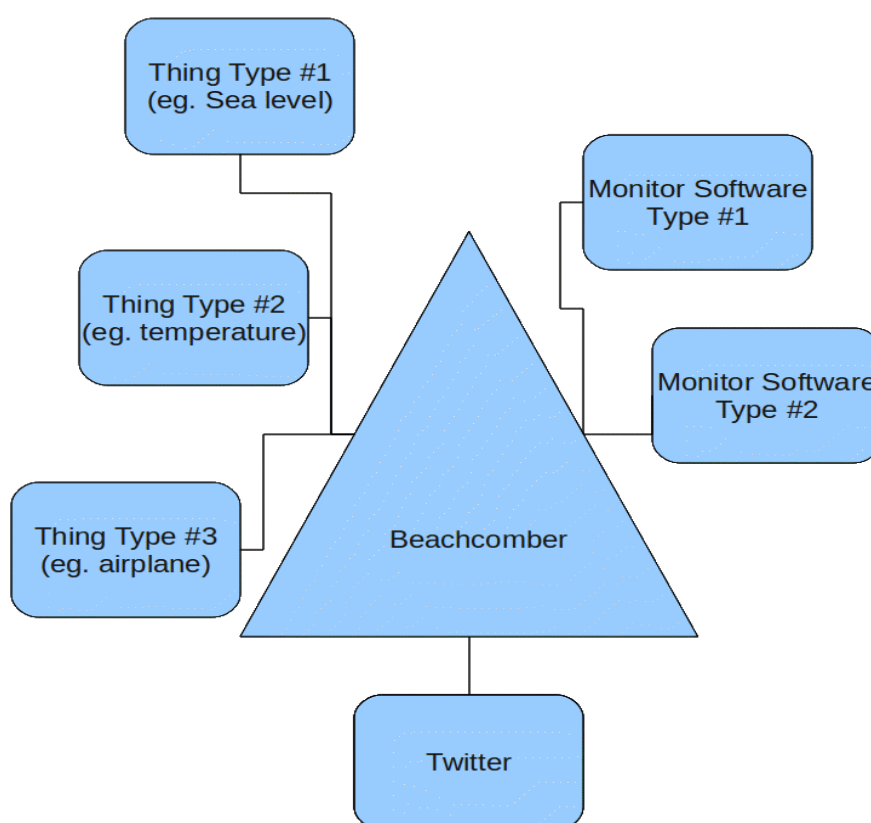 Thing Type #1
(eg. Sea level)
Monitor Software
Type #1
Thing Type #2
(eg. temperature)
Monitor Software
Type #2
Thing Type #3
(eg. airplane)
Beachcomber
Twitter